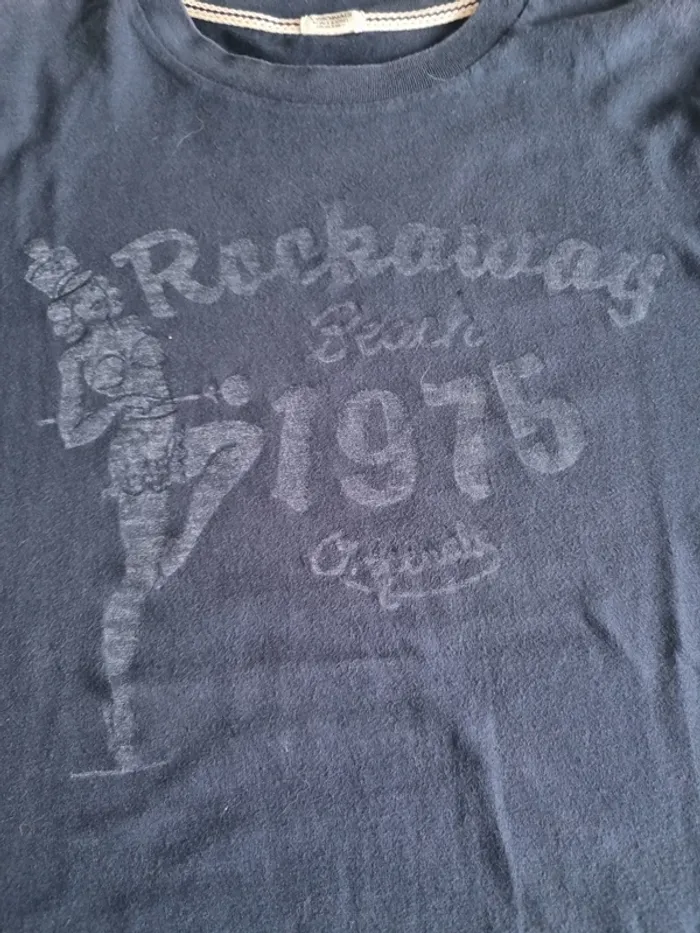 Rockaway
Beach
1975
Originals